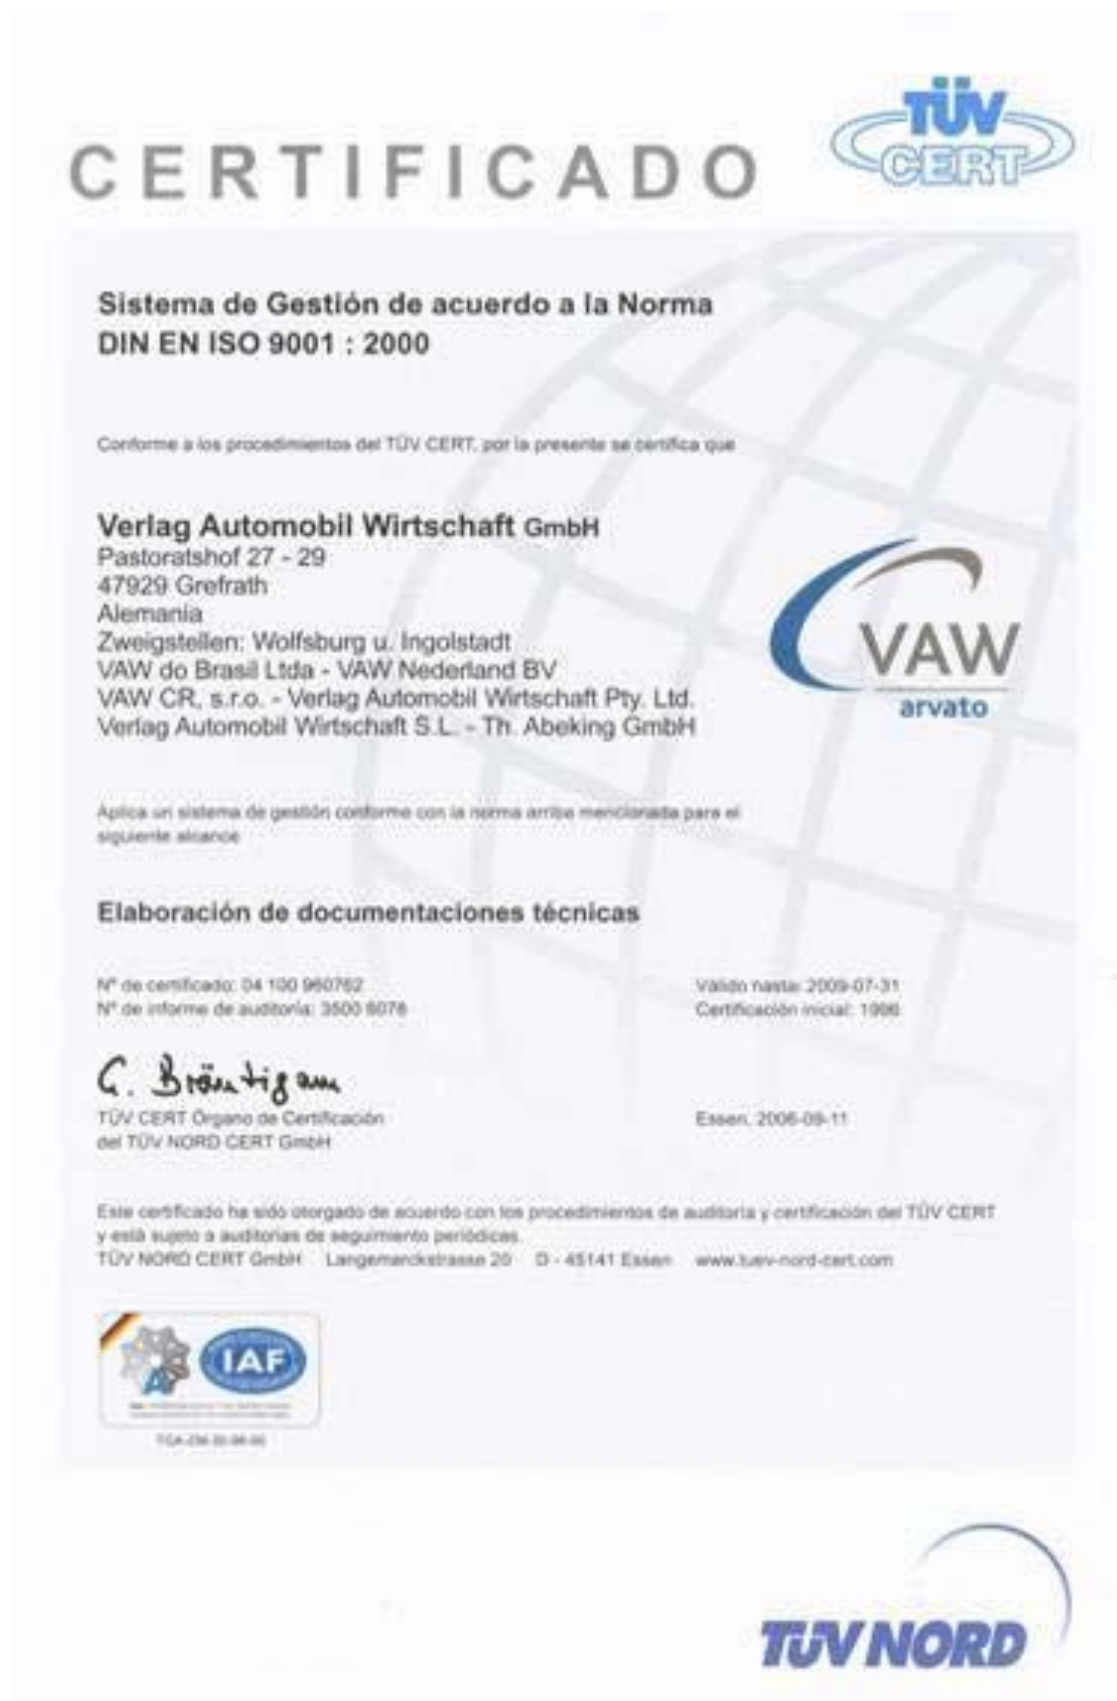 CERTIFICADO
TÜV
CERT
Sistema de Gestión de acuerdo a la Norma
DIN EN ISO 9001 : 2000
Conforme a los procedimientos del TÜV CERT, por la presente se certifica que
Verlag Automobil Wirtschaft GmbH
Pastoratshof 27 - 29
47929 Grefrath
Alemania
Zweigstellen: Wolfsburg u. Ingolstadt
VAW do Brasil Ltda - VAW Nederland BV
VAW CR, s.r.o. - Verlag Automobil Wirtschaft Pty. Ltd.
Verlag Automobil Wirtschaft S.L. - Th. Abeking GmbH
VAW
arvato
Aplica un sistema de gestión conforme con la norma arriba mencionada para el
siguiente alcance
Elaboración de documentaciones técnicas
Nº de certificado: 04 100 960762
Válido hasta: 2009-07-31
Nº de informe de auditoría: 3500 6076
Certificación inicial: 1996
G. Bräutigam
TÜV CERT Órgano de Certificación
Essen, 2006-09-11
del TÜV NORD CERT GmbH
Este certificado ha sido otorgado de acuerdo con los procedimientos de auditoría y certificación del TÜV CERT
y está sujeto a auditorías de seguimiento periódicas.
TÜV NORD CERT GmbH Langemarckstrasse 20 D - 45141 Essen www.tuev-nord-cert.com
IAF
TÜV NORD